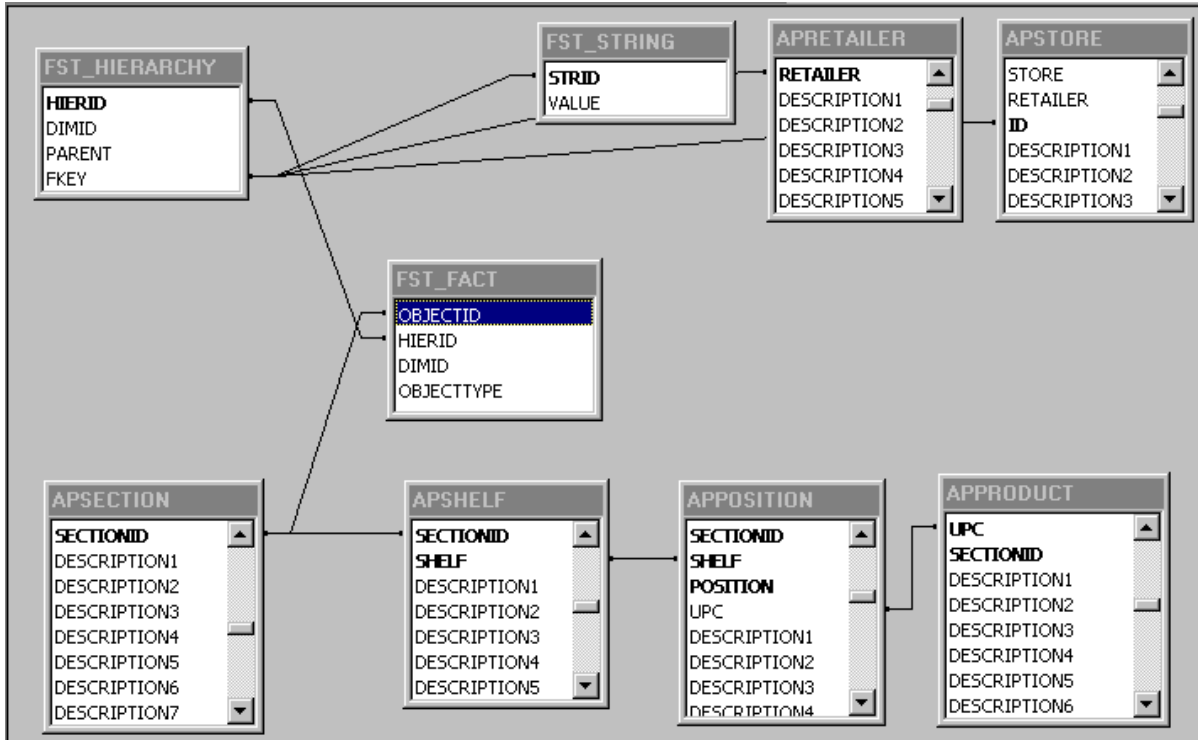 FST_HIERARCHY
HIERID
DIMID
PARENT
FKEY
FST_STRING
STRID
VALUE
APRETAILER
RETAILER
DESCRIPTION1
DESCRIPTION2
DESCRIPTION3
DESCRIPTION4
DESCRIPTION5
APSTORE
STORE
RETAILER
ID
DESCRIPTION1
DESCRIPTION2
DESCRIPTION3
FST_FACT
OBJECTID
HIERID
DIMID
OBJECTTYPE
APSECTION
SECTIONID
DESCRIPTION1
DESCRIPTION2
DESCRIPTION3
DESCRIPTION4
DESCRIPTION5
DESCRIPTION6
DESCRIPTION7
APSHELF
SECTIONID
SHELF
DESCRIPTION1
DESCRIPTION2
DESCRIPTION3
DESCRIPTION4
DESCRIPTION5
APPOSITION
SECTIONID
SHELF
POSITION
UPC
DESCRIPTION1
DESCRIPTION2
DESCRIPTION3
DESCRIPTION4
APPRODUCT
UPC
SECTIONID
DESCRIPTION1
DESCRIPTION2
DESCRIPTION3
DESCRIPTION4
DESCRIPTION5
DESCRIPTION6